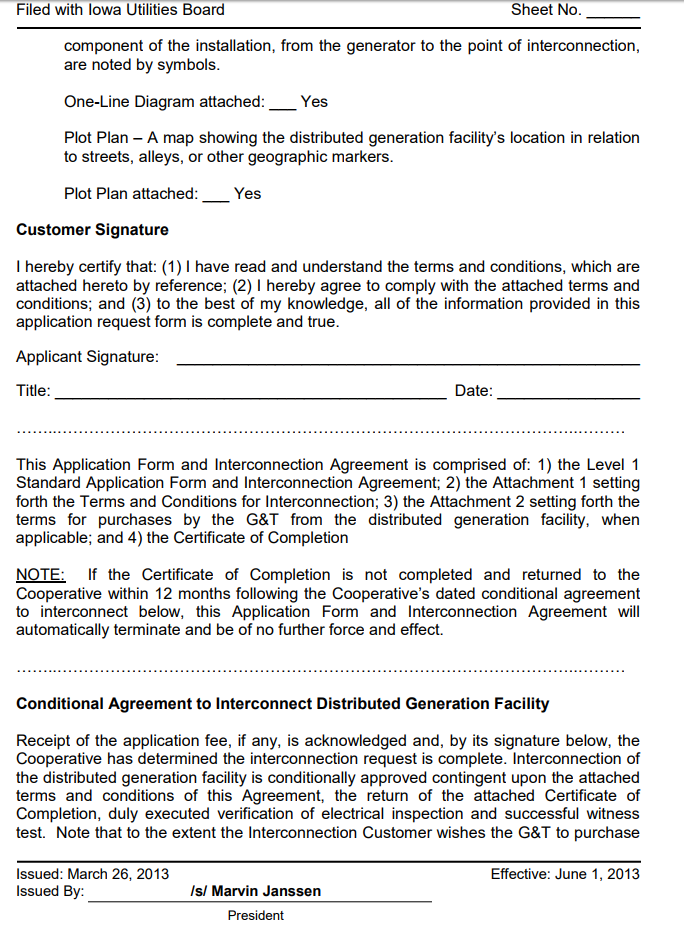 Filed with Iowa Utilities Board Sheet No. ______
component of the installation, from the generator to the point of interconnection,
are noted by symbols.
One-Line Diagram attached: ___ Yes
Plot Plan – A map showing the distributed generation facility's location in relation
to streets, alleys, or other geographic markers.
Plot Plan attached: ___ Yes
Customer Signature
I hereby certify that: (1) I have read and understand the terms and conditions, which are
attached hereto by reference; (2) I hereby agree to comply with the attached terms and
conditions; and (3) to the best of my knowledge, all of the information provided in this
application request form is complete and true.
Applicant Signature: ______________________________
Title: ______________________________ Date: ______________
……..……………………………………………………………………………………..………
This Application Form and Interconnection Agreement is comprised of: 1) the Level 1
Standard Application Form and Interconnection Agreement; 2) the Attachment 1 setting
forth the Terms and Conditions for Interconnection; 3) the Attachment 2 setting forth the
terms for purchases by the G&T from the distributed generation facility, when
applicable; and 4) the Certificate of Completion
NOTE: If the Certificate of Completion is not completed and returned to the
Cooperative within 12 months following the Cooperative's dated conditional agreement
to interconnect below, this Application Form and Interconnection Agreement will
automatically terminate and be of no further force and effect.
……..……………………………………………………………………………………..………
Conditional Agreement to Interconnect Distributed Generation Facility
Receipt of the application fee, if any, is acknowledged and, by its signature below, the
Cooperative has determined the interconnection request is complete. Interconnection of
the distributed generation facility is conditionally approved contingent upon the attached
terms and conditions of this Agreement, the return of the attached Certificate of
Completion, duly executed verification of electrical inspection and successful witness
test. Note that to the extent the Interconnection Customer wishes the G&T to purchase
Issued: March 26, 2013 Effective: June 1, 2013
Issued By: /s/ Marvin Janssen
President